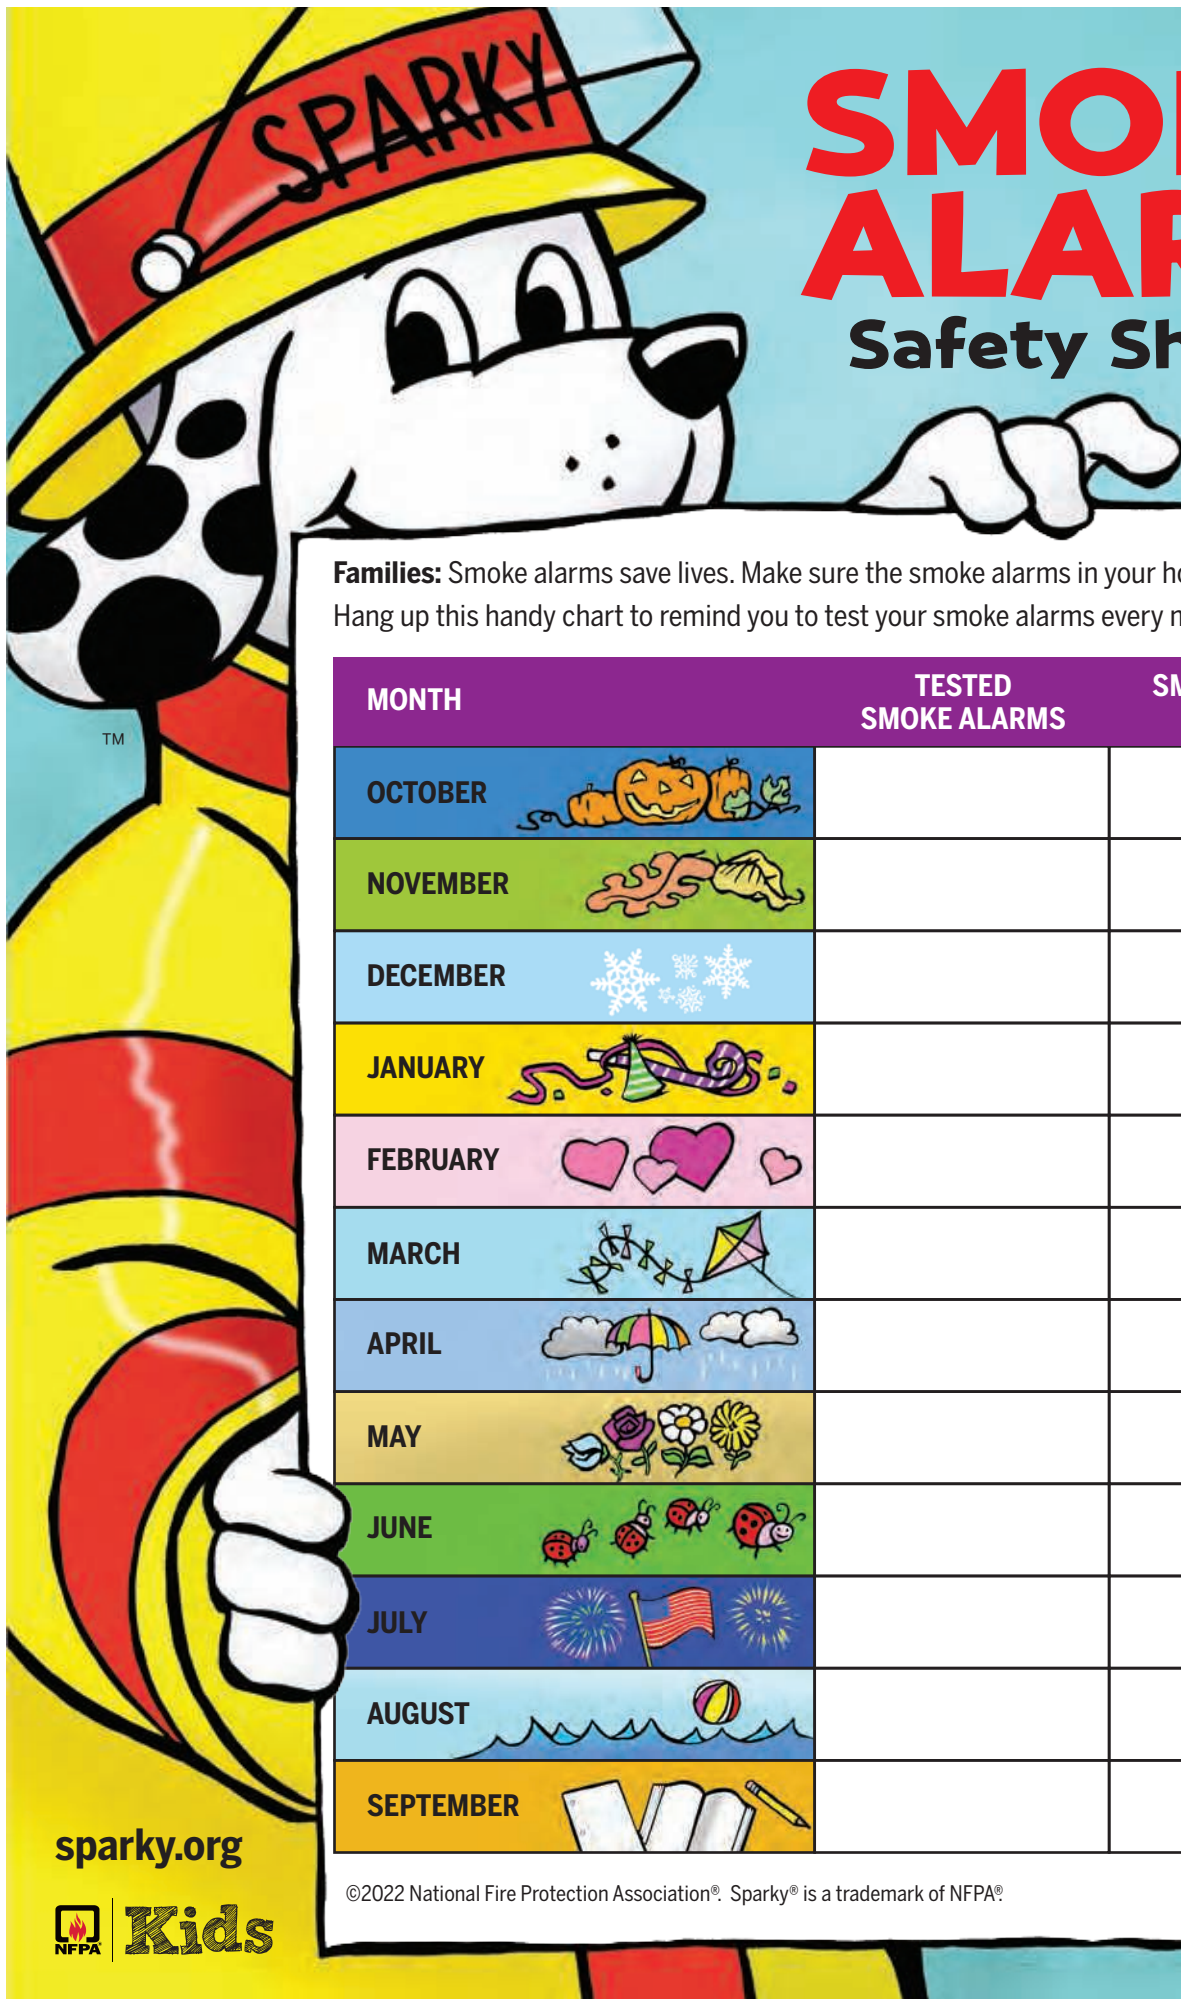 SPARKY
SMO
ALAR
Safety Sh
Families: Smoke alarms save lives. Make sure the smoke alarms in your h
Hang up this handy chart to remind you to test your smoke alarms every
MONTH
TESTED
SMOKE ALARMS
SM
OCTOBER
NOVEMBER
DECEMBER
JANUARY
FEBRUARY
MARCH
APRIL
MAY
JUNE
JULY
AUGUST
SEPTEMBER
TM
sparky.org
NFPA®
Kids
©2022 National Fire Protection Association®. Sparky® is a trademark of NFPA®.